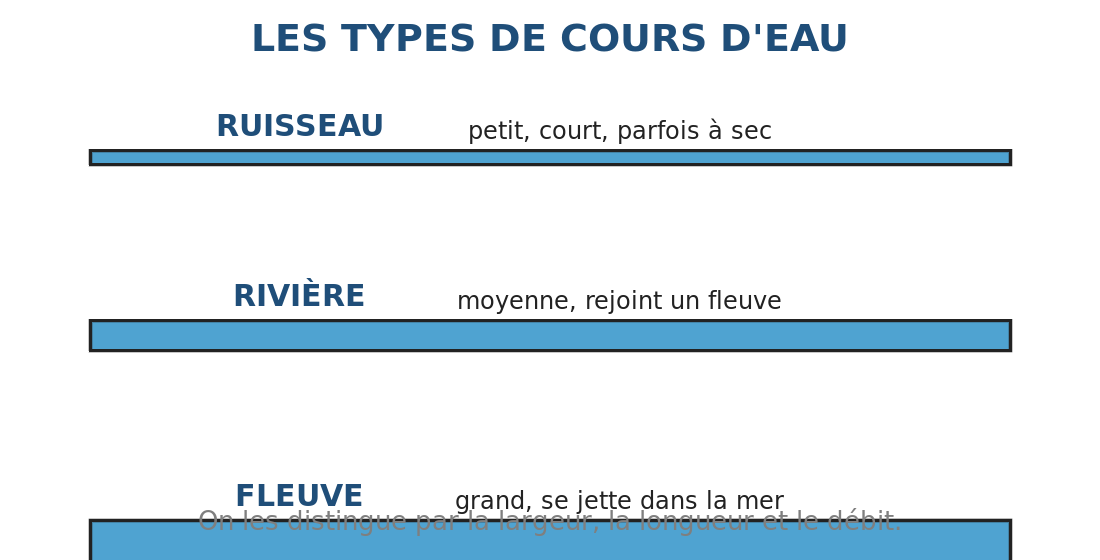 LES TYPES DE COURS D'EAU
RUISSEAU petit, court, parfois à sec
RIVIÈRE moyenne, rejoint un fleuve
FLEUVE grand, se jette dans la mer
On les distingue par la largeur, la longueur et le débit.